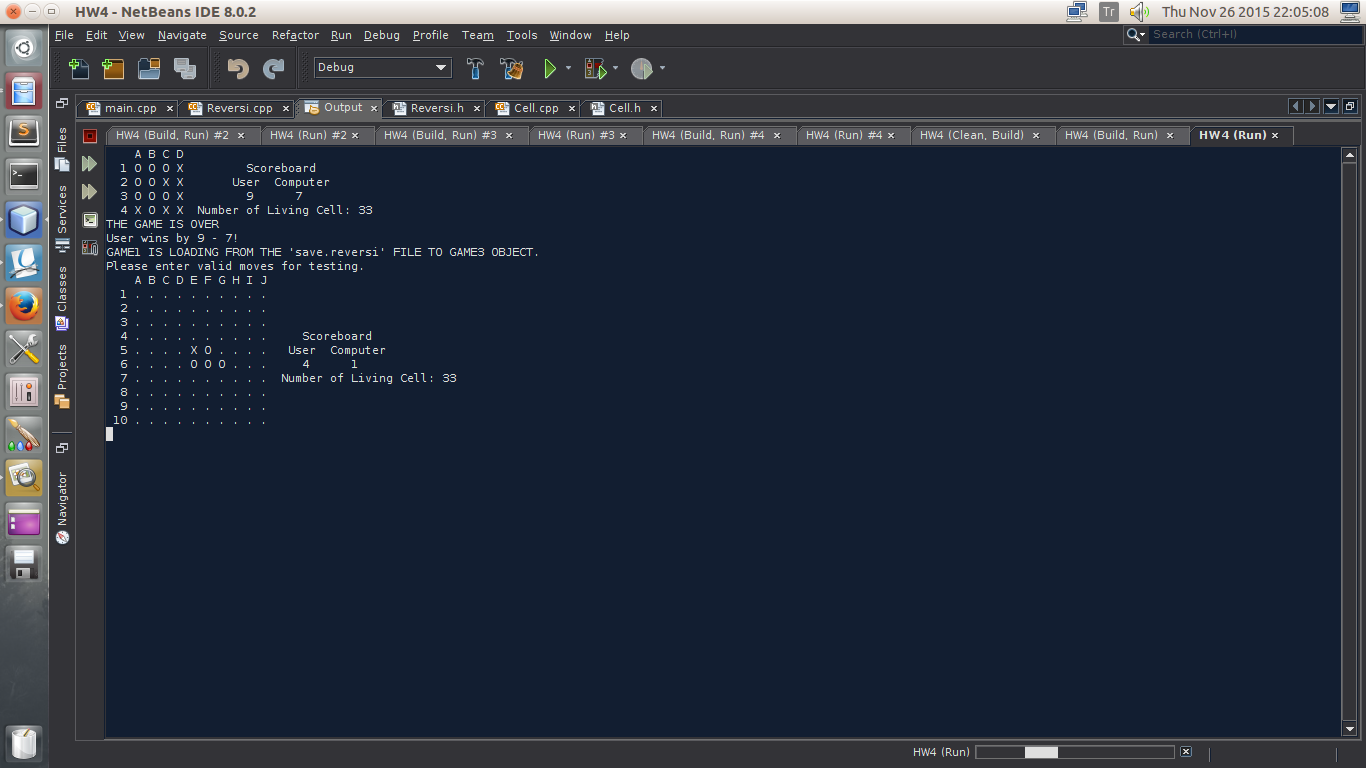 HW4 - NetBeans IDE 8.0.2
Tr
Thu Nov 26 2015 22:05:08
File Edit View Navigate Source Refactor Run Debug Profile Team Tools Window Help
Search (Ctrl+I)
Debug
main.cpp Reversi.cpp Output Reversi.h Cell.cpp Cell.h
HW4 (Build, Run) #2 HW4 (Run) #2 HW4 (Build, Run) #3 HW4 (Run) #3 HW4 (Build, Run) #4 HW4 (Run) #4 HW4 (Clean, Build) HW4 (Build, Run) HW4 (Run)
Files
Services
Classes
Projects
Navigator
A B C D
1 O O O X Scoreboard
2 O O X X User Computer
3 O O O X 9 7
4 X O X X Number of Living Cell: 33
THE GAME IS OVER
User wins by 9 - 7!
GAME1 IS LOADING FROM THE 'save.reversi' FILE TO GAME3 OBJECT.
Please enter valid moves for testing.
A B C D E F G H I J
1 . . . . . . . . . .
2 . . . . . . . . . .
3 . . . . . . . . . .
4 . . . . . . . . . . Scoreboard
5 . . . . X O . . . . User Computer
6 . . . . O O O . . . 4 1
7 . . . . . . . . . . Number of Living Cell: 33
8 . . . . . . . . . .
9 . . . . . . . . . .
10 . . . . . . . . . .
HW4 (Run)